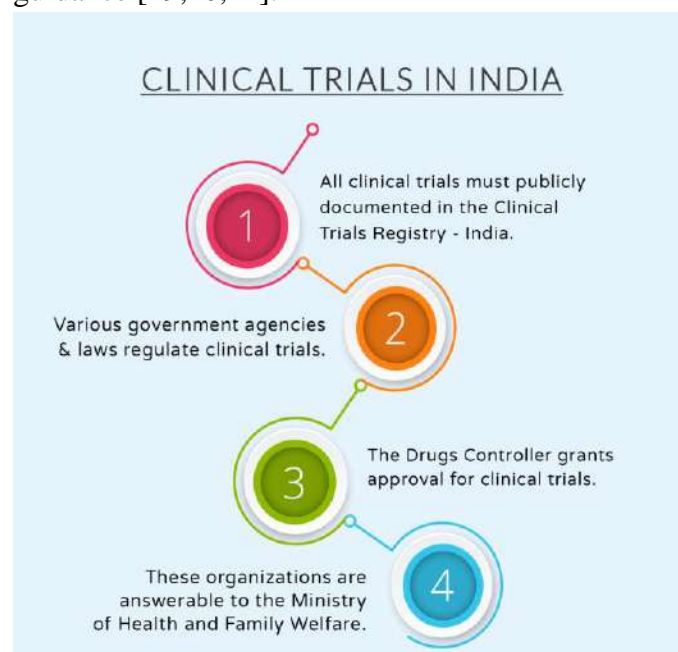 CLINICAL TRIALS IN INDIA
1
All clinical trials must publicly
documented in the Clinical
Trials Registry - India.
2
Various government agencies
& laws regulate clinical trials.
3
The Drugs Controller grants
approval for clinical trials.
4
These organizations are
answerable to the Ministry
of Health and Family Welfare.